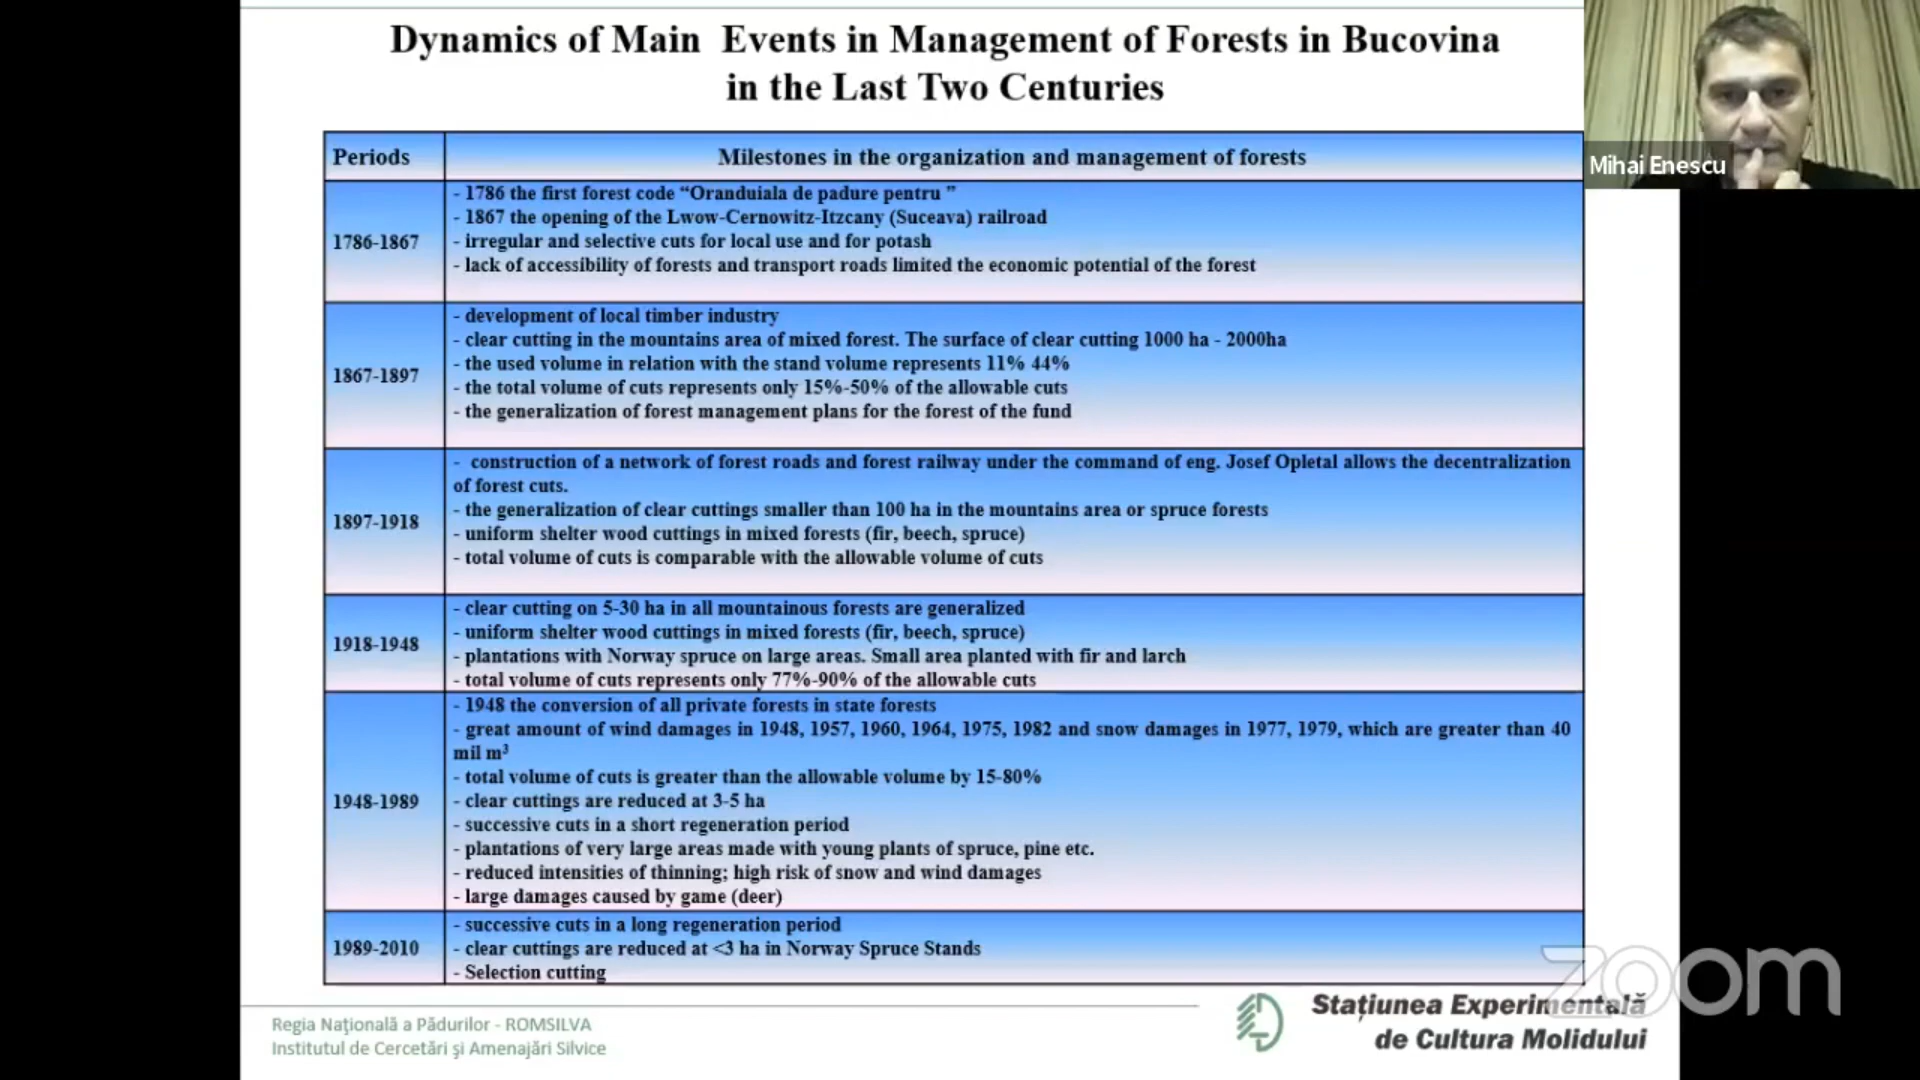 Dynamics of Main Events in Management of Forests in Bucovina
in the Last Two Centuries
Mihai Enescu
Periods Milestones in the organization and management of forests
1786-1867
- 1786 the first forest code “Oranduiala de padure pentru ”
- 1867 the opening of the Lwow-Cernowitz-Itzcany (Suceava) railroad
- irregular and selective cuts for local use and for potash
- lack of accessibility of forests and transport roads limited the economic potential of the forest
1867-1897
- development of local timber industry
- clear cutting in the mountains area of mixed forest. The surface of clear cutting 1000 ha - 2000ha
- the used volume in relation with the stand volume represents 11% 44%
- the total volume of cuts represents only 15%-50% of the allowable cuts
- the generalization of forest management plans for the forest of the fund
1897-1918
- construction of a network of forest roads and forest railway under the command of eng. Josef Opletal allows the decentralization
of forest cuts.
- the generalization of clear cuttings smaller than 100 ha in the mountains area or spruce forests
- uniform shelter wood cuttings in mixed forests (fir, beech, spruce)
- total volume of cuts is comparable with the allowable volume of cuts
1918-1948
- clear cutting on 5-30 ha in all mountainous forests are generalized
- uniform shelter wood cuttings in mixed forests (fir, beech, spruce)
- plantations with Norway spruce on large areas. Small area planted with fir and larch
- total volume of cuts represents only 77%-90% of the allowable cuts
1948-1989
- 1948 the conversion of all private forests in state forests
- great amount of wind damages in 1948, 1957, 1960, 1964, 1975, 1982 and snow damages in 1977, 1979, which are greater than 40
mil m³
- total volume of cuts is greater than the allowable volume by 15-80%
- clear cuttings are reduced at 3-5 ha
- successive cuts in a short regeneration period
- plantations of very large areas made with young plants of spruce, pine etc.
- reduced intensities of thinning; high risk of snow and wind damages
- large damages caused by game (deer)
1989-2010
- successive cuts in a long regeneration period
- clear cuttings are reduced at <3 ha in Norway Spruce Stands
- Selection cutting
zoom
Regia Naţională a Pădurilor - ROMSILVA
Institutul de Cercetări şi Amenajări Silvice
Staţiunea Experimentală
de Cultura Molidului